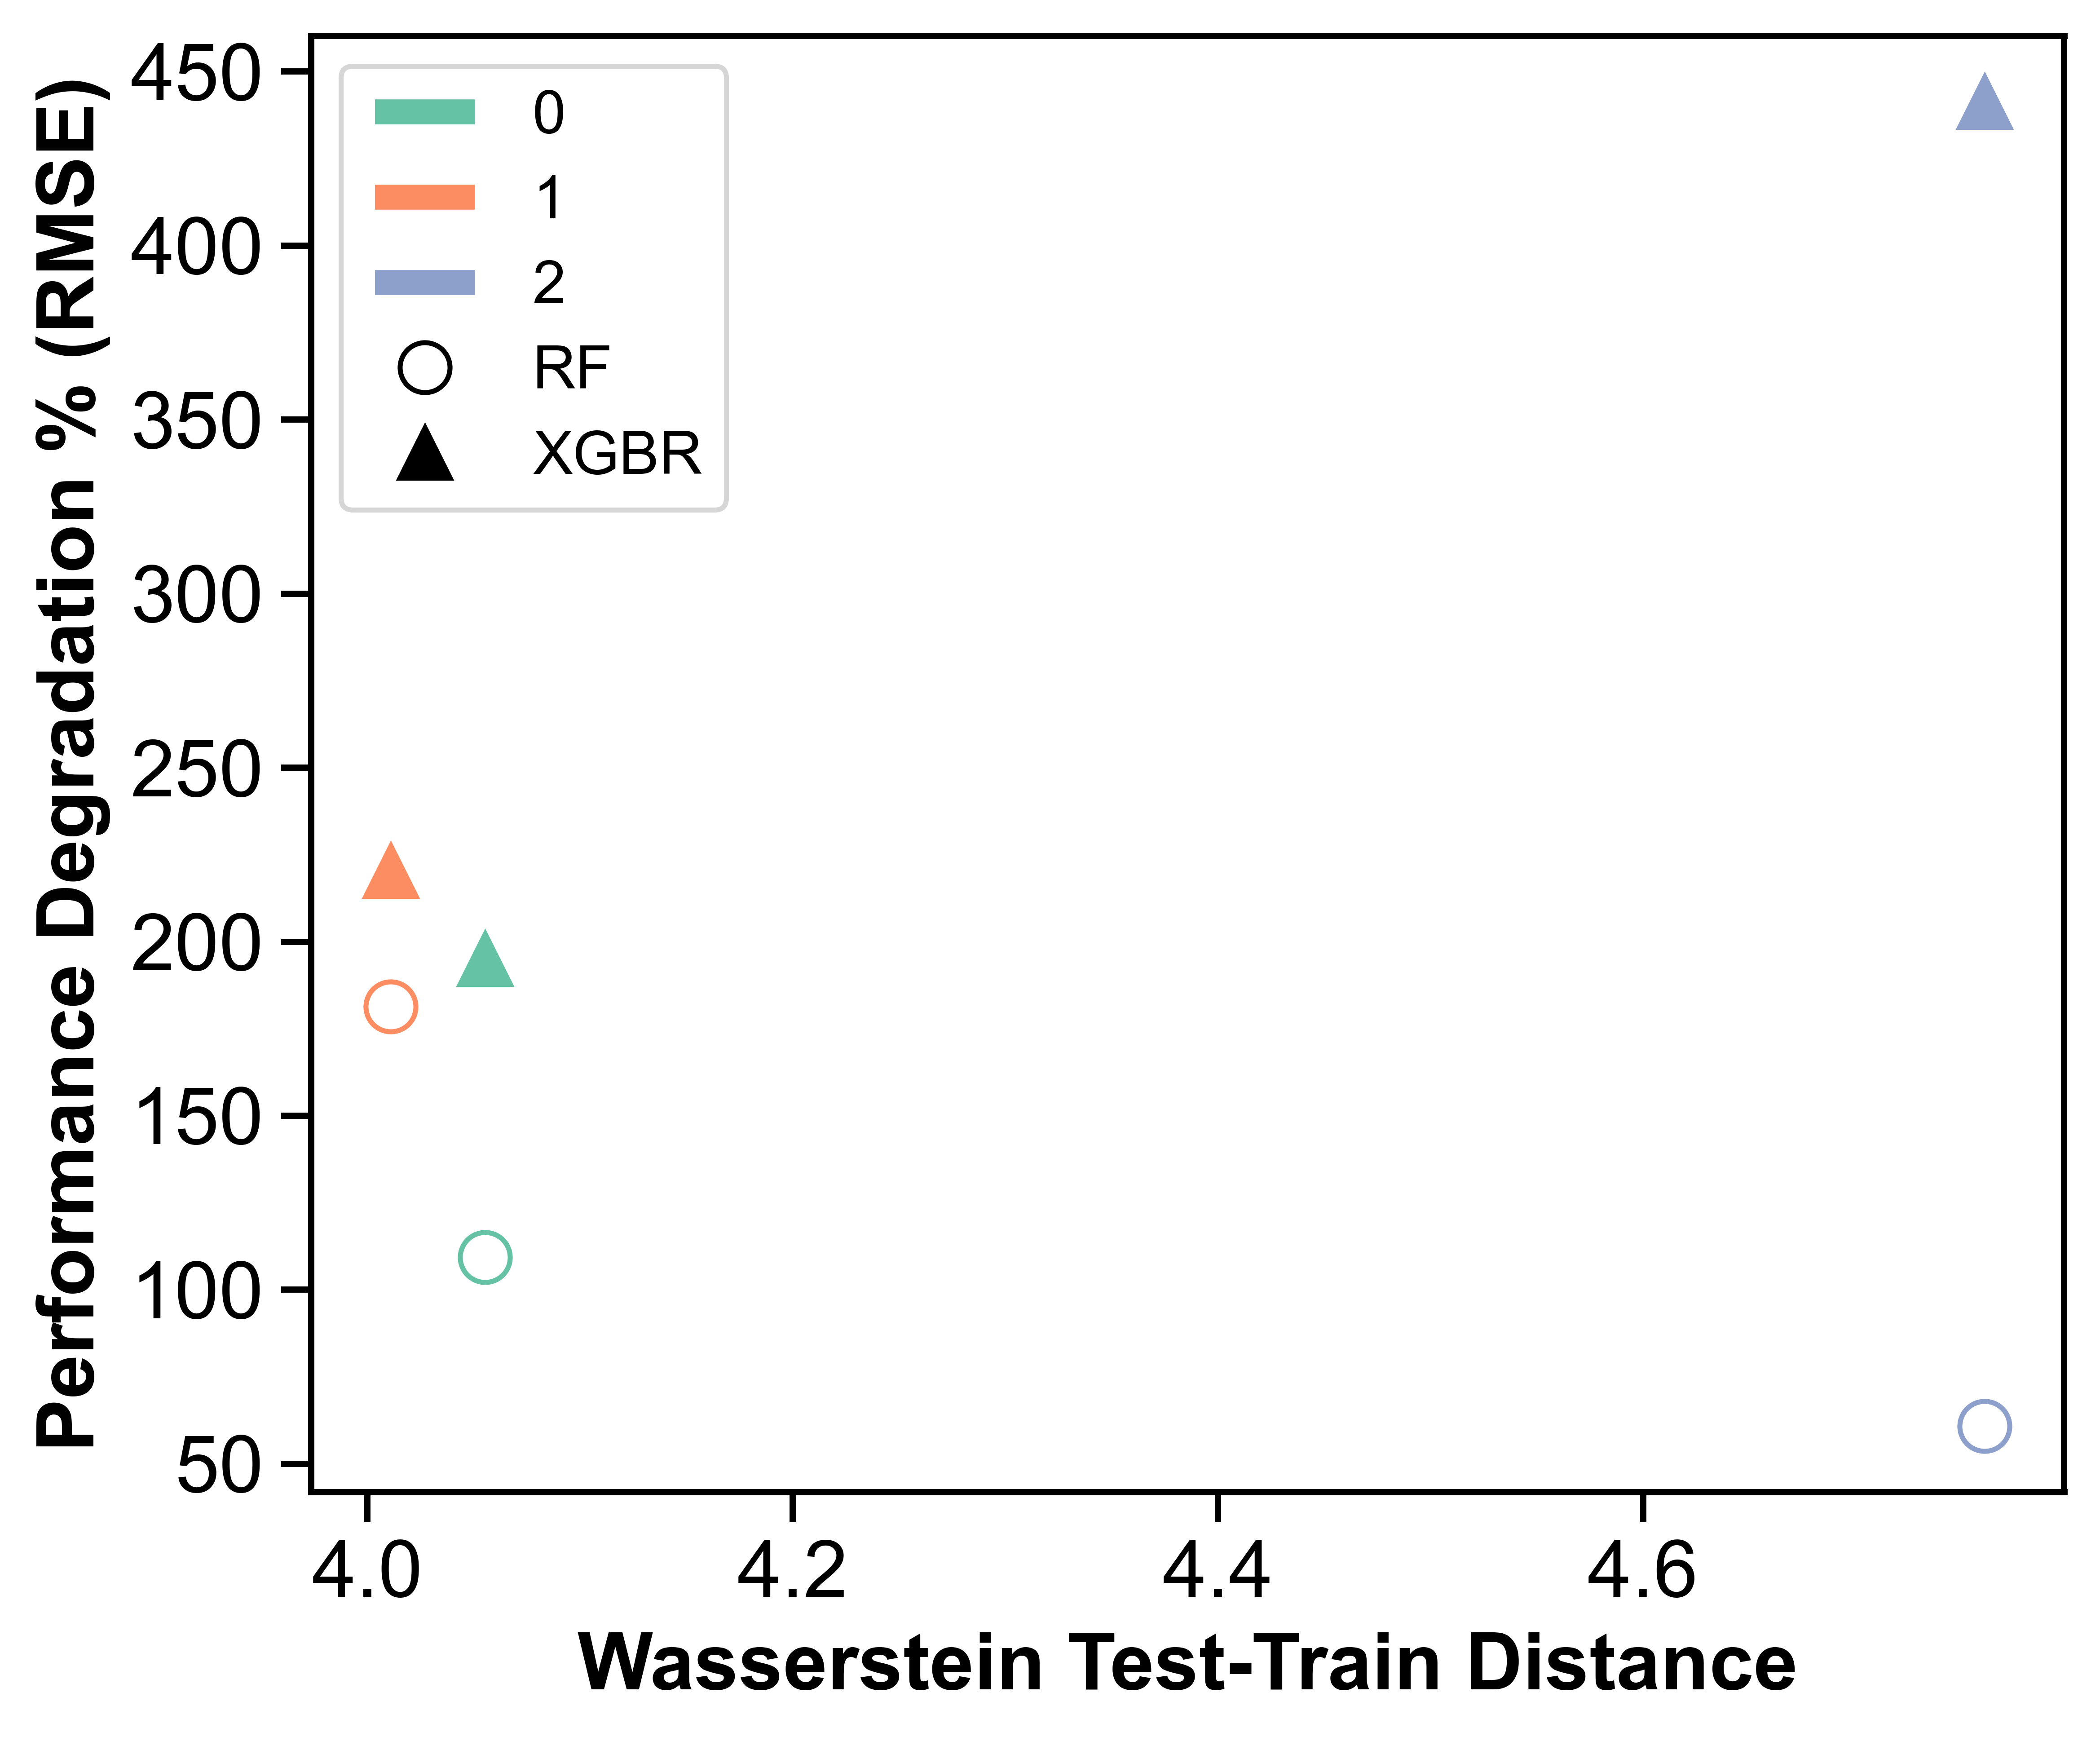 Performance Degradation % (RMSE)
450
400
350
300
250
200
150
100
50
0
1
2
RF
XGBR
4.0 4.2 4.4 4.6
Wasserstein Test-Train Distance